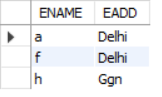 ENAME EADD
a Delhi
f Delhi
h Ggn